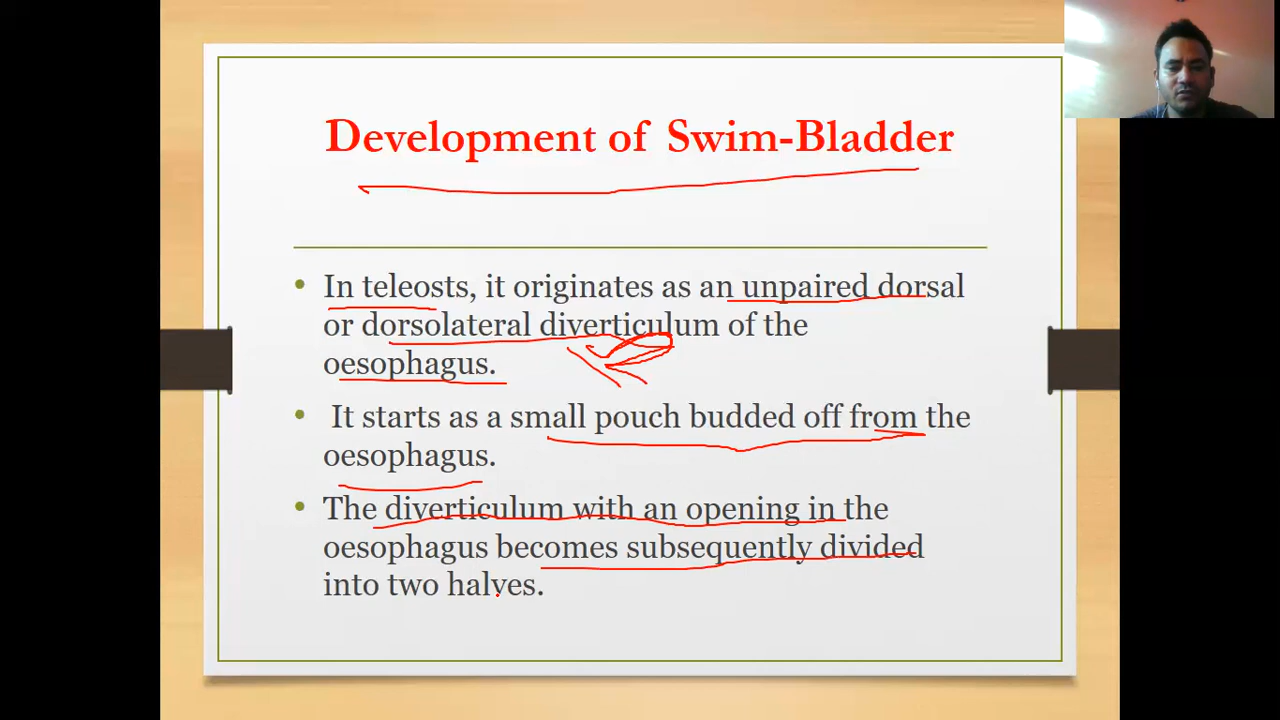 Development of Swim-Bladder
• In teleosts, it originates as an unpaired dorsal
or dorsolateral diverticulum of the
oesophagus.
• It starts as a small pouch budded off from the
oesophagus.
• The diverticulum with an opening in the
oesophagus becomes subsequently divided
into two halves.